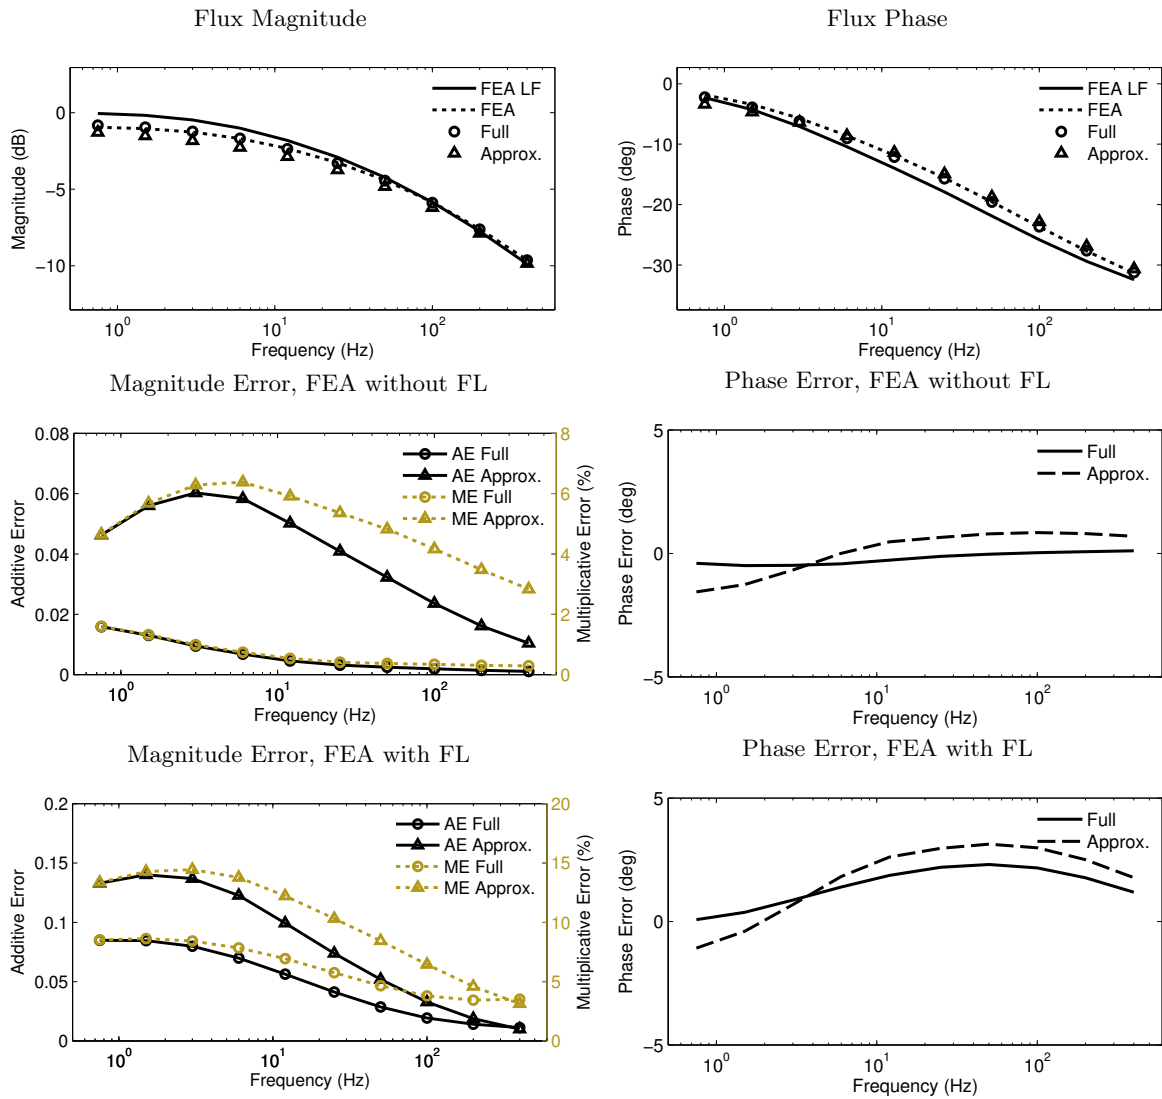 Flux Magnitude
0
−5
−10
Magnitude (dB)
10^0
10^1
10^2
Frequency (Hz)
FEA LF
FEA
Full
Approx.
Flux Phase
0
−10
−20
−30
Phase (deg)
10^0
10^1
10^2
Frequency (Hz)
FEA LF
FEA
Full
Approx.
Magnitude Error, FEA without FL
0.08
0.06
0.04
0.02
0
Additive Error
8
6
4
2
0
Multiplicative Error (%)
10^0
10^1
10^2
Frequency (Hz)
AE Full
AE Approx.
ME Full
ME Approx.
Phase Error, FEA without FL
5
0
−5
Phase Error (deg)
10^0
10^1
10^2
Frequency (Hz)
Full
Approx.
Magnitude Error, FEA with FL
0.2
0.15
0.1
0.05
0
Additive Error
20
15
10
5
0
Multiplicative Error (%)
10^0
10^1
10^2
Frequency (Hz)
AE Full
AE Approx.
ME Full
ME Approx.
Phase Error, FEA with FL
5
0
−5
Phase Error (deg)
10^0
10^1
10^2
Frequency (Hz)
Full
Approx.